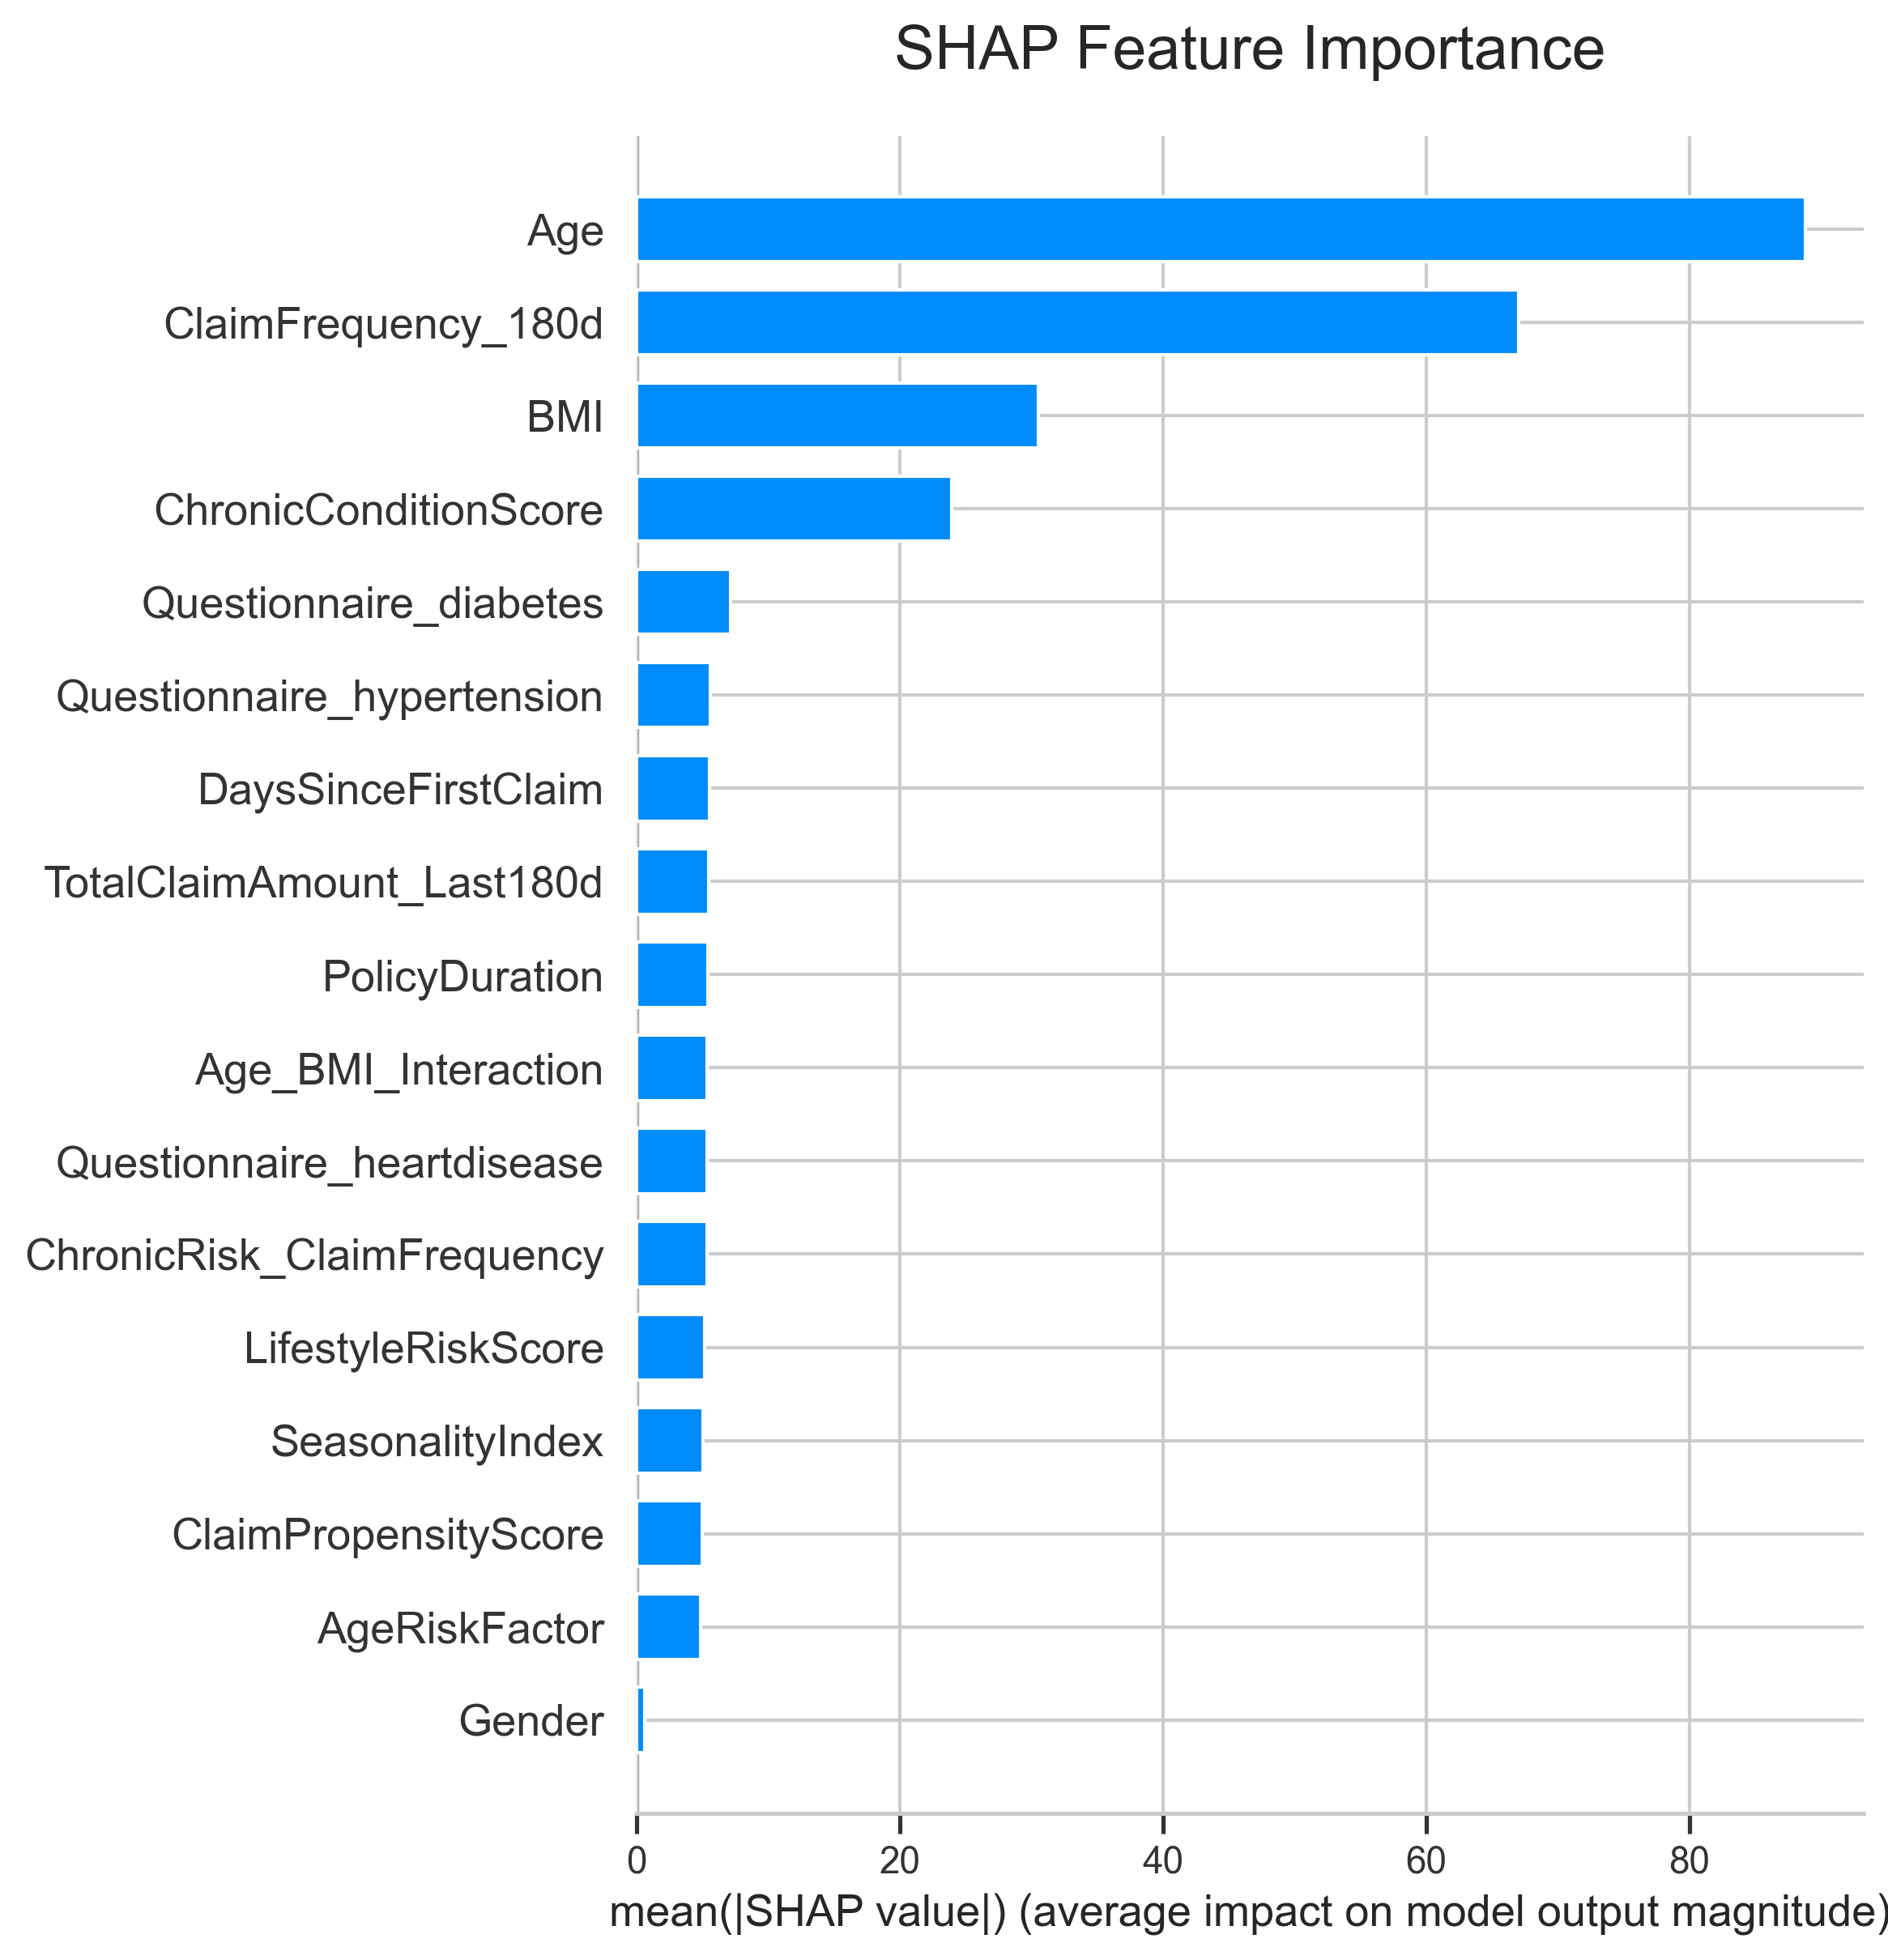 SHAP Feature Importance
Age
ClaimFrequency_180d
BMI
ChronicConditionScore
Questionnaire_diabetes
Questionnaire_hypertension
DaysSinceFirstClaim
TotalClaimAmount_Last180d
PolicyDuration
Age_BMI_Interaction
Questionnaire_heartdisease
ChronicRisk_ClaimFrequency
LifestyleRiskScore
SeasonalityIndex
ClaimPropensityScore
AgeRiskFactor
Gender
0 20 40 60 80
mean(|SHAP value|) (average impact on model output magnitude)